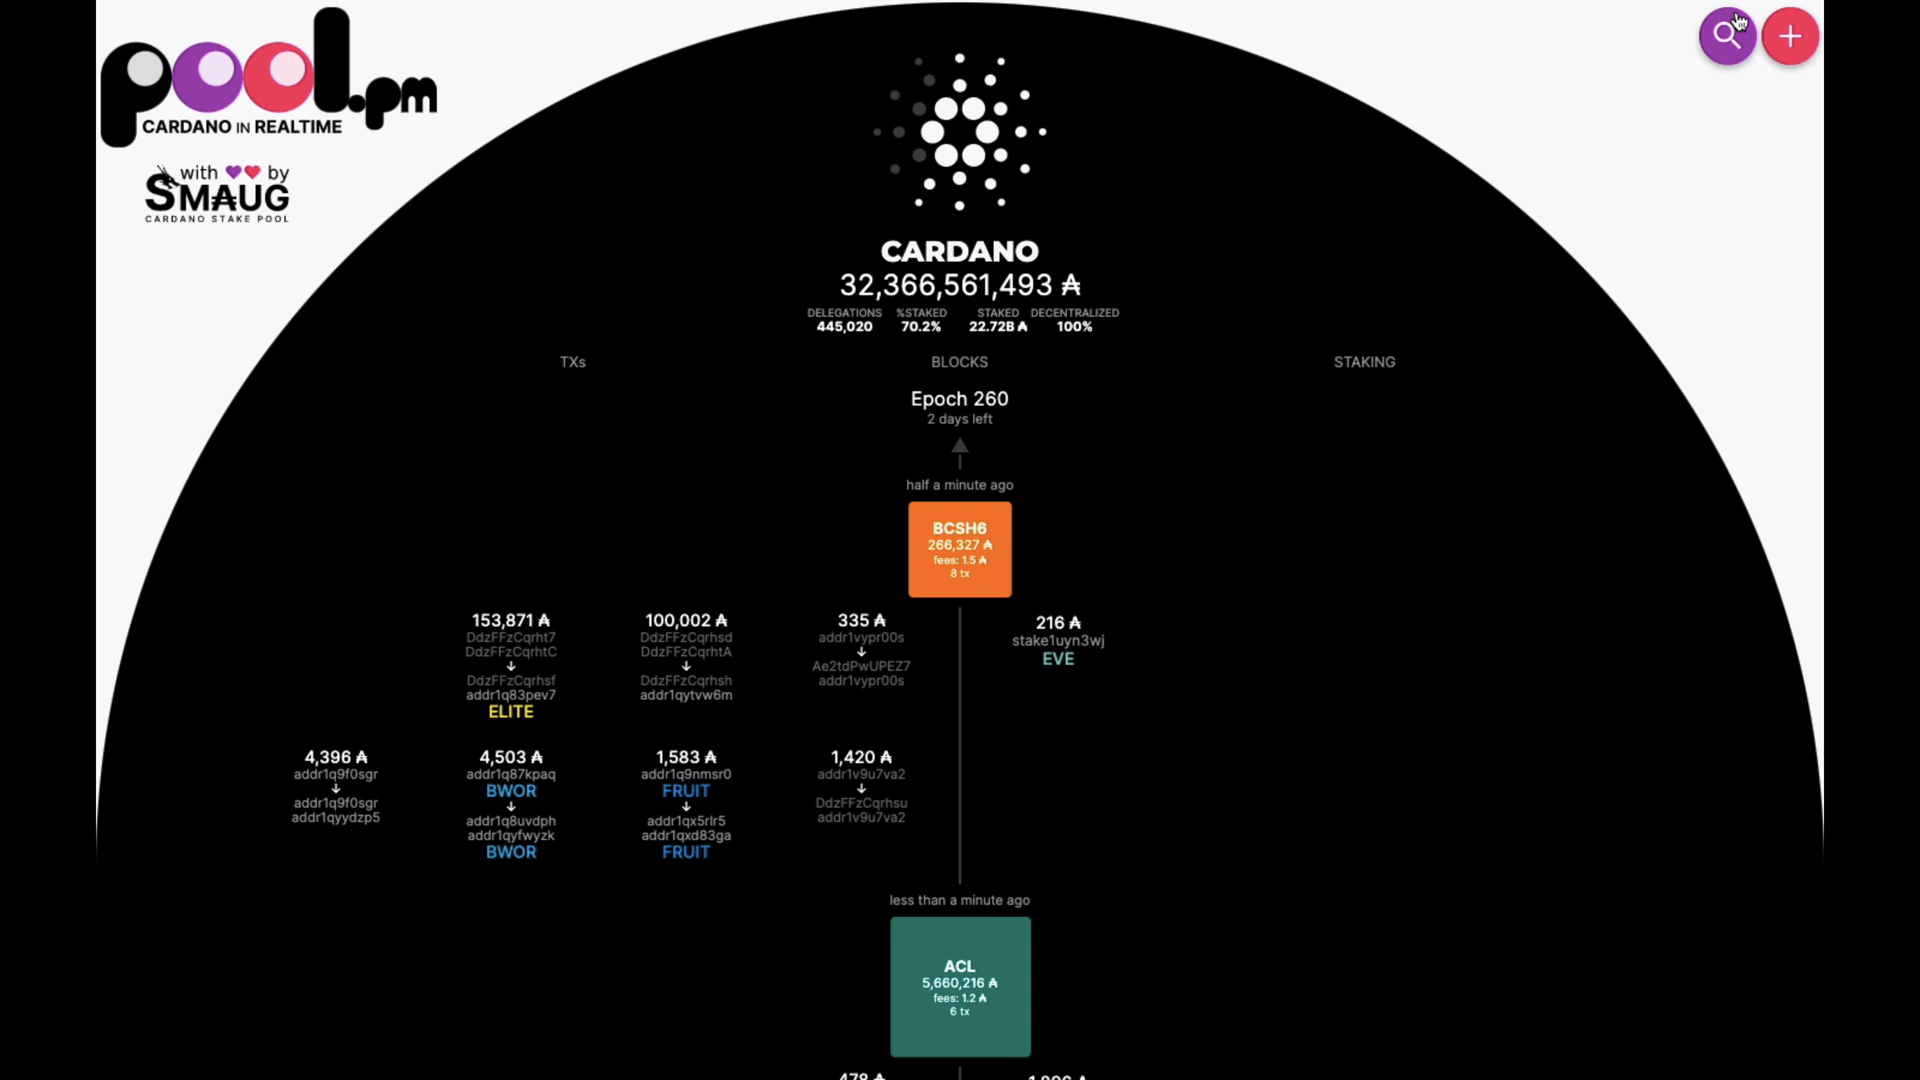 pool.pm
CARDANO IN REALTIME
with by
SMAUG
CARDANO STAKE POOL
CARDANO
32,366,561,493 ₳
DELEGATIONS %STAKED STAKED DECENTRALIZED
445,020 70.2% 22.72B ₳ 100%
TXs BLOCKS STAKING
Epoch 260
2 days left
half a minute ago
BCSH6
266,327 ₳
fees: 1.5 ₳
8 tx
153,871 ₳
DdzFFzCqrht7
DdzFFzCqrhtC
↓
DdzFFzCqrhsf
addr1q83pev7
ELITE
100,002 ₳
DdzFFzCqrhsd
DdzFFzCqrhtA
↓
DdzFFzCqrhsh
addr1qytvw6m
335 ₳
addr1vypr00s
↓
Ae2tdPwUPEZ7
addr1vypr00s
216 ₳
stake1uyn3wj
EVE
4,396 ₳
addr1q9f0sgr
↓
addr1q9f0sgr
addr1qyydzp5
4,503 ₳
addr1q87kpaq
BWOR
↓
addr1q8uvdph
addr1qyfwyzk
BWOR
1,583 ₳
addr1q9nmsr0
FRUIT
↓
addr1qx5rlr5
addr1qxd83ga
FRUIT
1,420 ₳
addr1v9u7va2
↓
DdzFFzCqrhsu
addr1v9u7va2
less than a minute ago
ACL
5,660,216 ₳
fees: 1.2 ₳
6 tx
478 ₳